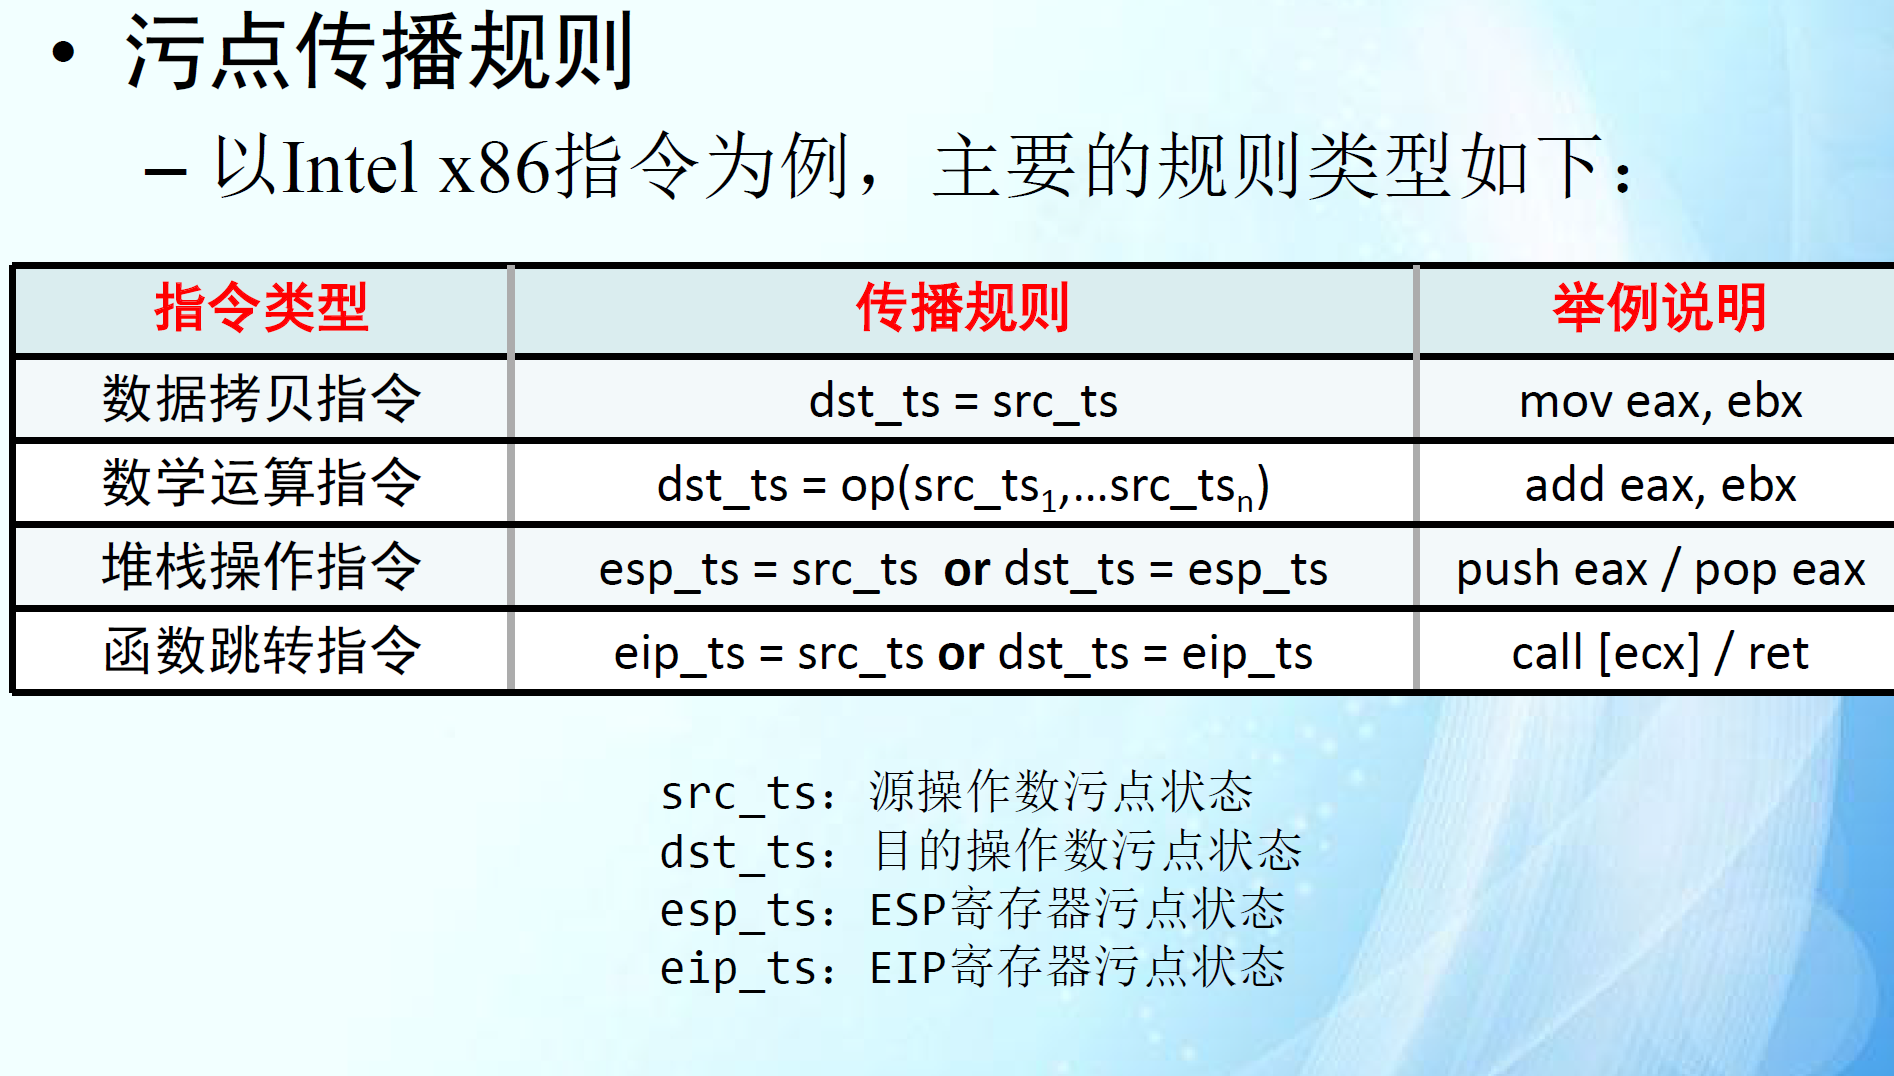 • 污点传播规则
– 以Intel x86指令为例，主要的规则类型如下：
指令类型 传播规则 举例说明
数据拷贝指令 dst_ts = src_ts mov eax, ebx
数学运算指令 dst_ts = op(src_ts1,...src_tsn) add eax, ebx
堆栈操作指令 esp_ts = src_ts or dst_ts = esp_ts push eax / pop eax
函数跳转指令 eip_ts = src_ts or dst_ts = eip_ts call [ecx] / ret
src_ts：源操作数污点状态
dst_ts：目的操作数污点状态
esp_ts：ESP寄存器污点状态
eip_ts：EIP寄存器污点状态